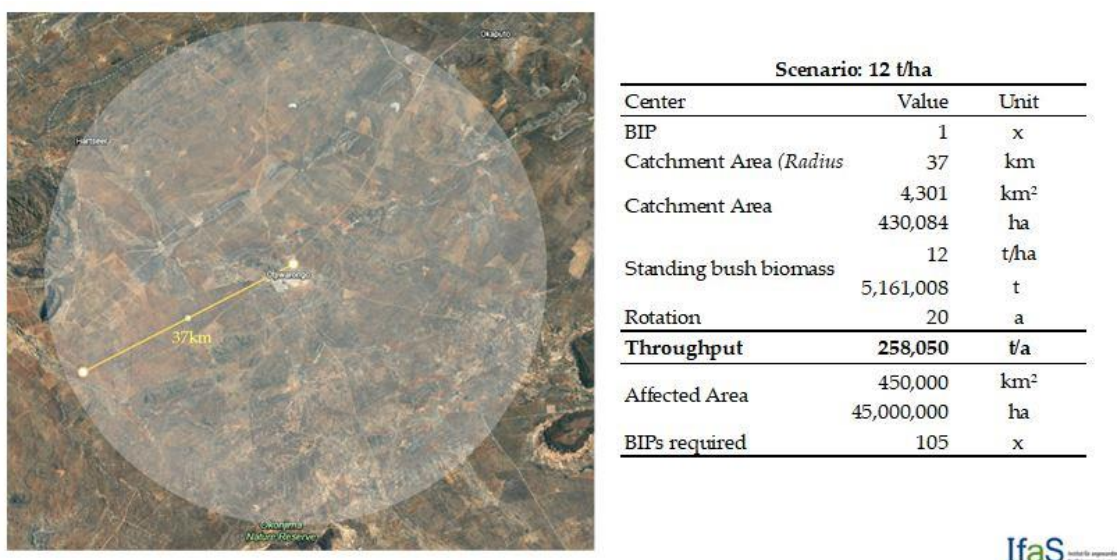 Okaputo
Hartseer
Otjiwarongo
37km
Okonjima
Nature Reserve
Scenario: 12 t/ha
Center Value Unit
BIP 1 x
Catchment Area (Radius 37 km
Catchment Area 4,301 km²
430,084 ha
Standing bush biomass 12 t/ha
5,161,008 t
Rotation 20 a
Throughput 258,050 t/a
Affected Area 450,000 km²
45,000,000 ha
BIPs required 105 x
IfaS